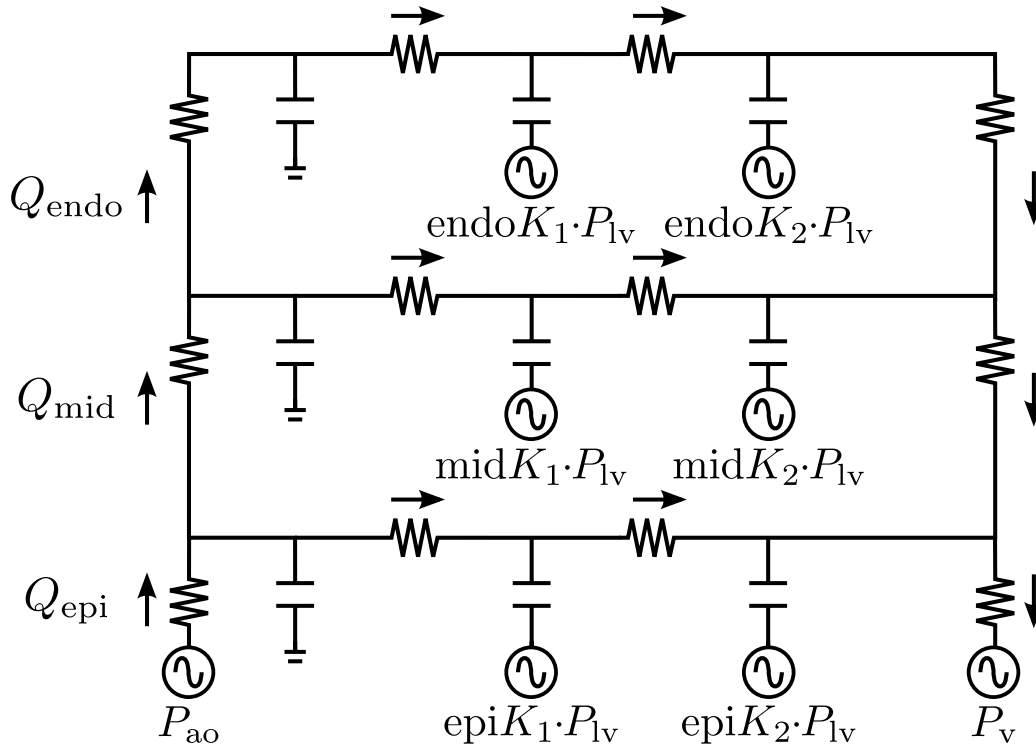 Q_endo
endoK_1·P_lv endoK_2·P_lv
Q_mid
midK_1·P_lv midK_2·P_lv
Q_epi
P_ao epiK_1·P_lv epiK_2·P_lv P_v